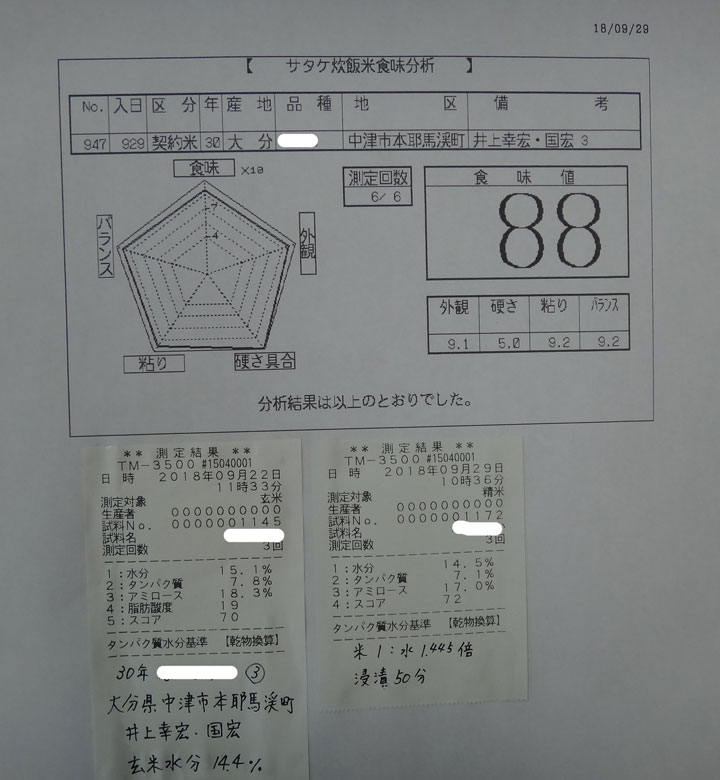 18/09/29
【 サタケ炊飯米食味分析 】
No. 入日 区分 年 産地 品種 地区 備考
947 929 契約米 30 大分 中津市本耶馬渓町 井上幸宏・国宏 3
食味 ×10
7
4
バランス
外観
粘り
硬さ具合
測定回数
6/ 6
食味値
88
外観 硬さ 粘り バランス
9.1 5.0 9.2 9.2
分析結果は以上のとおりでした。
** 測定結果 **
TM-3500 #15040001
日時 2018年09月22日
11時33分
測定対象 玄米
生産者 0000000000
試料No. 0000001145
試料名
測定回数 3回
1:水分 15.1%
2:タンパク質 7.8%
3:アミロース 18.3%
4:脂肪酸度 19
5:スコア 70
タンパク質水分基準 【乾物換算】
30年 ③
大分県中津市本耶馬渓町
井上幸宏・国宏
玄米水分 14.4%
** 測定結果 **
TM-3500 #15040001
日時 2018年09月29日
10時36分
測定対象 精米
生産者 0000000000
試料No. 0000001172
試料名
測定回数 3回
1:水分 14.5%
2:タンパク質 7.1%
3:アミロース 17.0%
4:スコア 72
タンパク質水分基準 【乾物換算】
米1:水1.445倍
浸漬50分